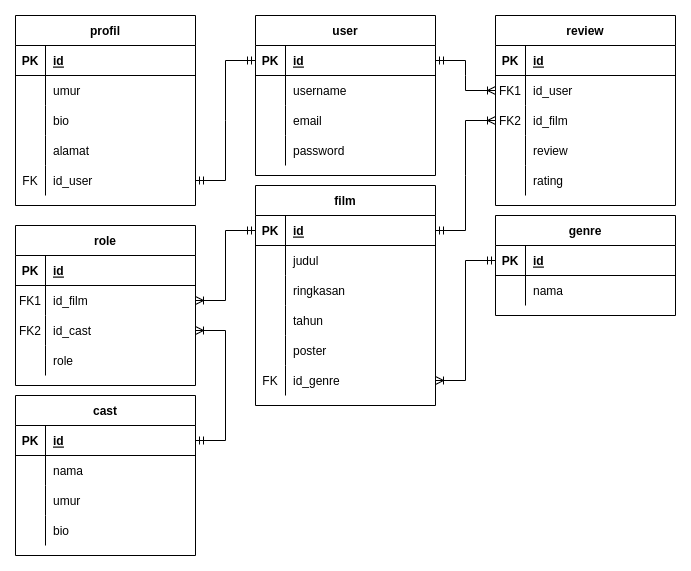 profil
PK id
umur
bio
alamat
FK id_user
user
PK id
username
email
password
review
PK id
FK1 id_user
FK2 id_film
review
rating
role
PK id
FK1 id_film
FK2 id_cast
role
film
PK id
judul
ringkasan
tahun
poster
FK id_genre
genre
PK id
nama
cast
PK id
nama
umur
bio